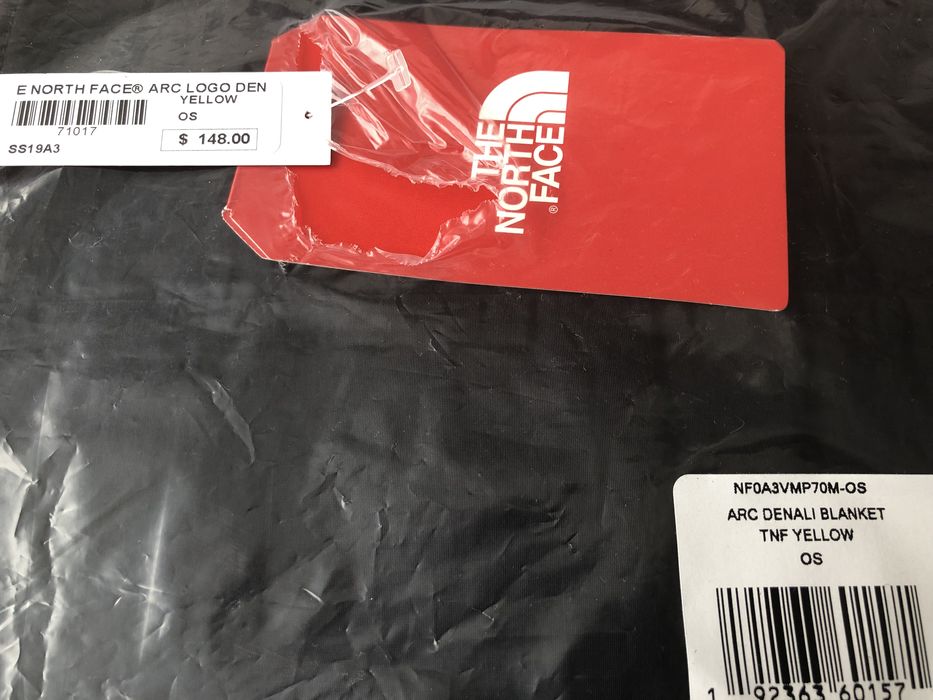 E NORTH FACE® ARC LOGO DEN
YELLOW
71017
OS
SS19A3
$ 148.00
THE
NORTH
FACE®
NF0A3VMP70M-OS
ARC DENALI BLANKET
TNF YELLOW
OS
1 92363 60157